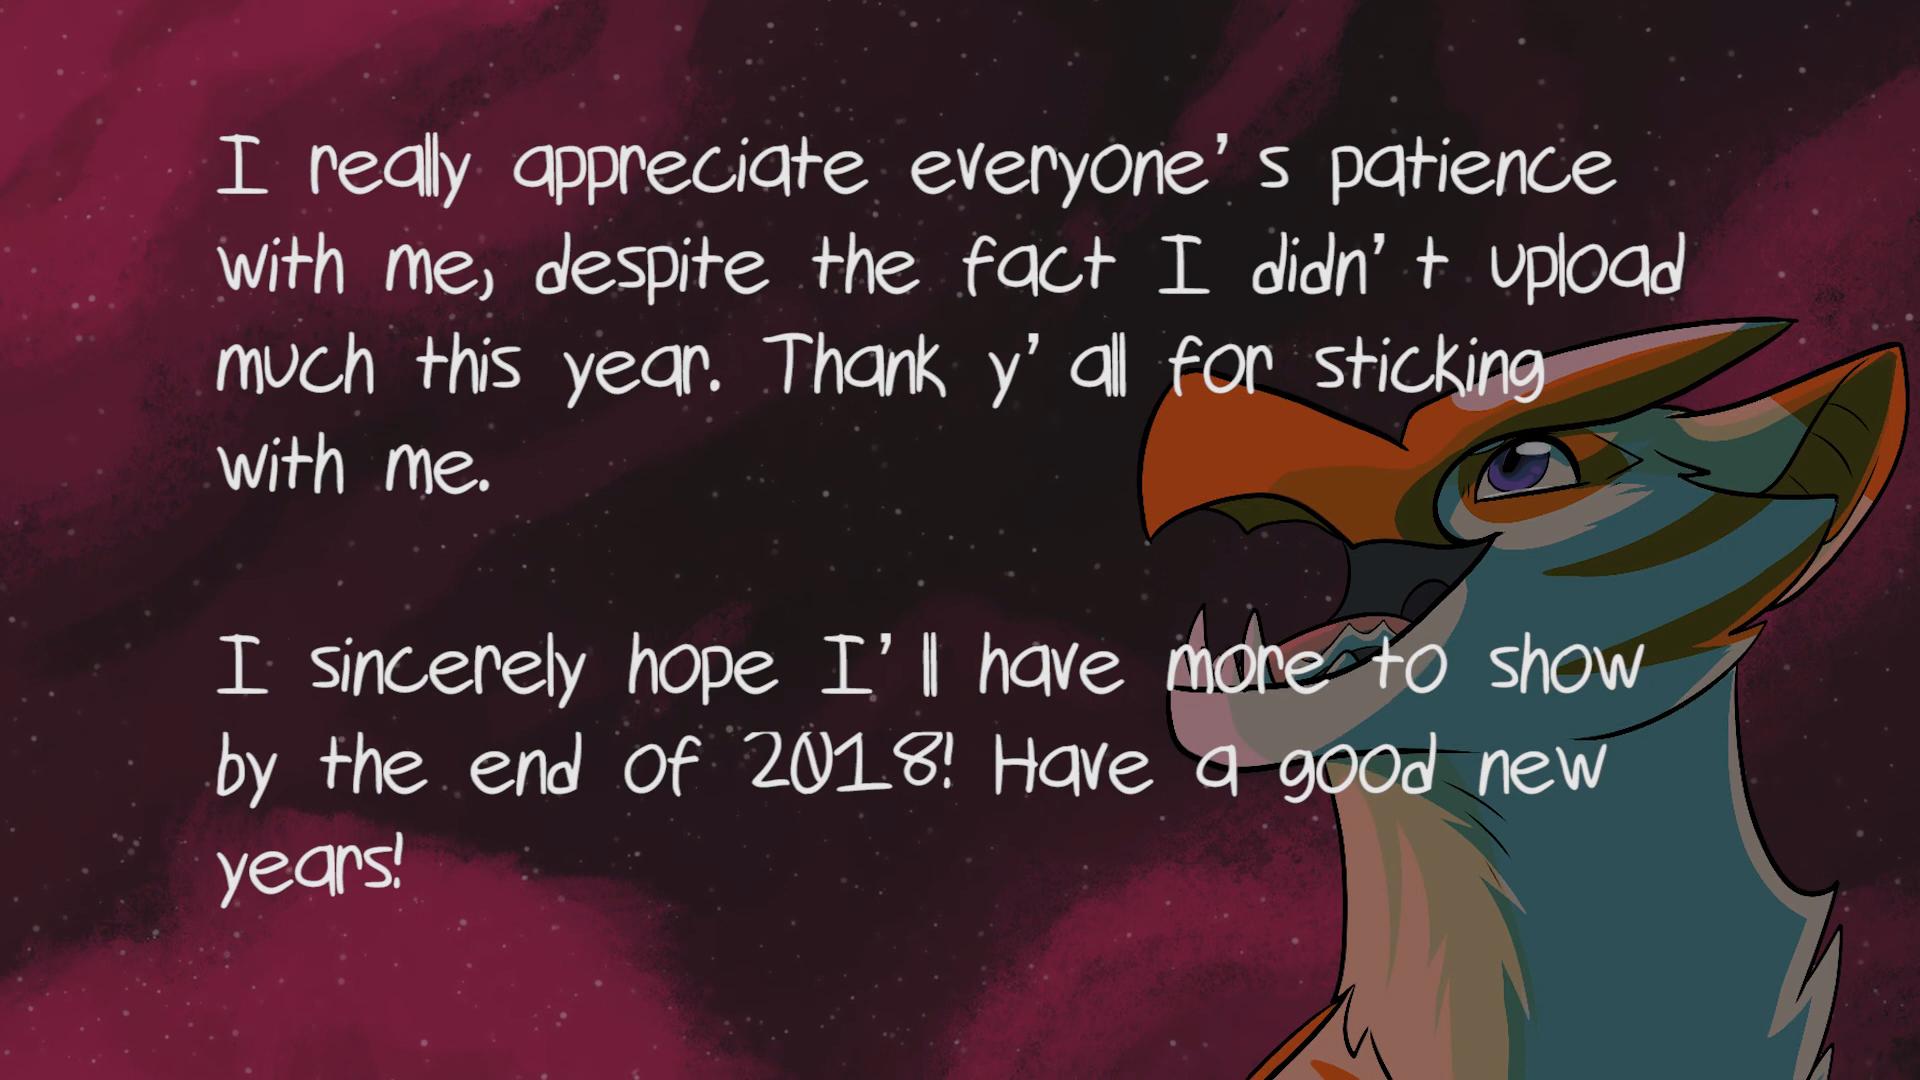 I really appreciate everyone's patience
with me, despite the fact I didn't upload
much this year. Thank y'all for sticking
with me.
I sincerely hope I'll have more to show
by the end of 2018! Have a good new
years!